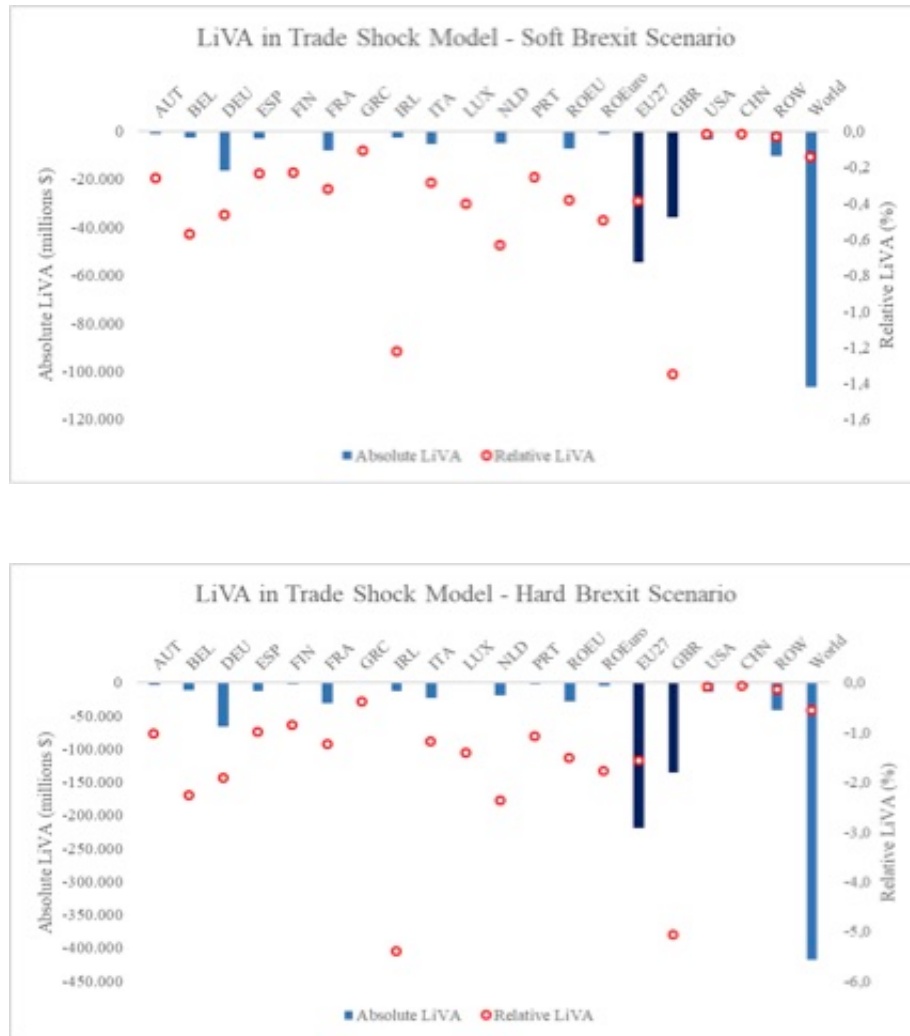 LiVA in Trade Shock Model - Soft Brexit Scenario
AUT BEL DEU ESP FIN FRA GRC IRL ITA LUX NLD PRT ROEU ROEuro EU27 GBR USA CHN ROW World
0 0,0
-20.000 -0,2
-40.000 -0,4
-60.000 -0,6
-80.000 -0,8
-100.000 -1,0
-120.000 -1,2
-1,4
-1,6
Absolute LiVA (millions $)
Relative LiVA (%)
Absolute LiVA Relative LiVA
LiVA in Trade Shock Model - Hard Brexit Scenario
AUT BEL DEU ESP FIN FRA GRC IRL ITA LUX NLD PRT ROEU ROEuro EU27 GBR USA CHN ROW World
0 0,0
-50.000 -1,0
-100.000 -2,0
-150.000 -3,0
-200.000 -4,0
-250.000 -5,0
-300.000 -6,0
-350.000
-400.000
-450.000
Absolute LiVA (millions $)
Relative LiVA (%)
Absolute LiVA Relative LiVA